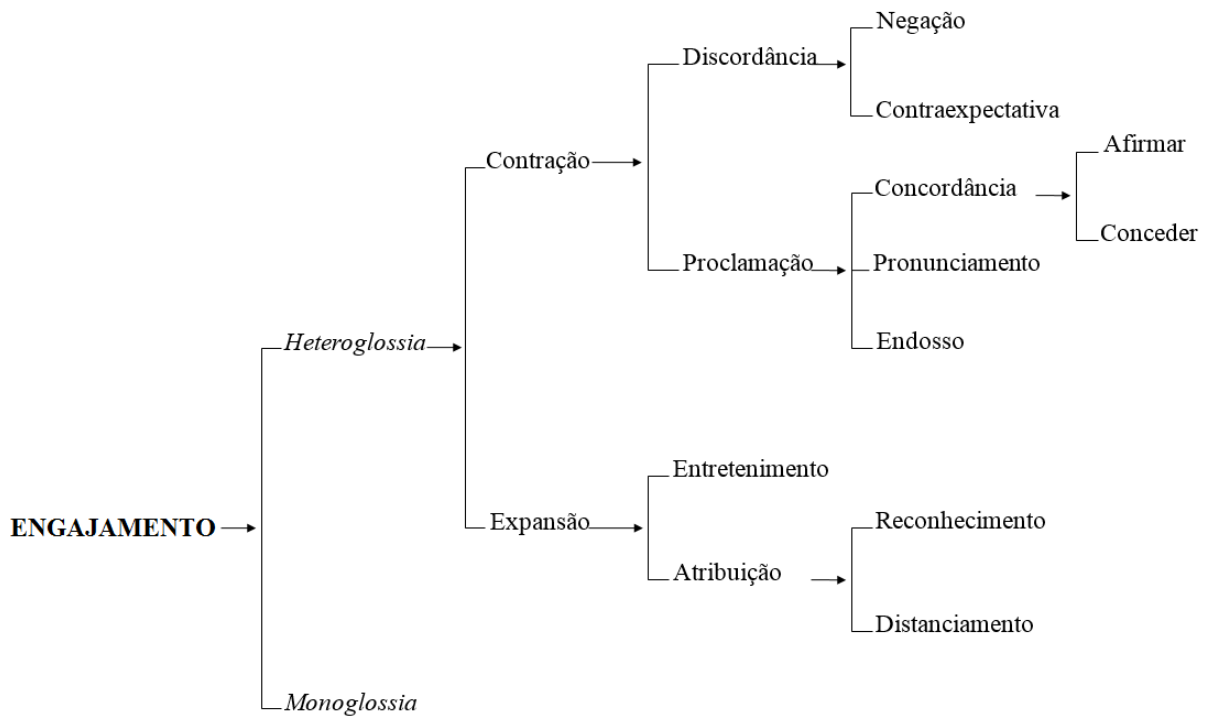 Negação
Discordância
Contraexpectativa
Afirmar
Contração
Concordância
Conceder
Proclamação
Pronunciamento
Heteroglossia
Endosso
Entretenimento
ENGAJAMENTO
Expansão
Reconhecimento
Atribuição
Distanciamento
Monoglossia